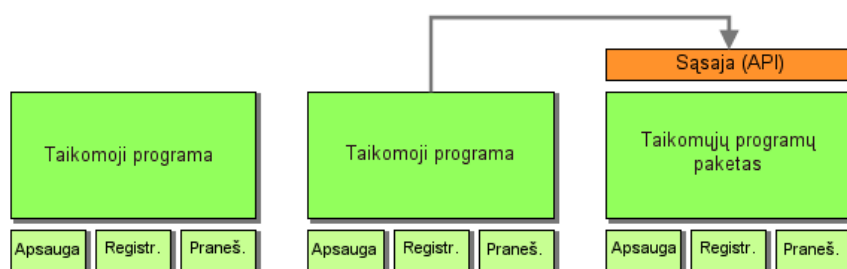 Sąsaja (API)
Taikomoji programa
Taikomoji programa
Taikomųjų programų
paketas
Apsauga
Registr.
Praneš.
Apsauga
Registr.
Praneš.
Apsauga
Registr.
Praneš.